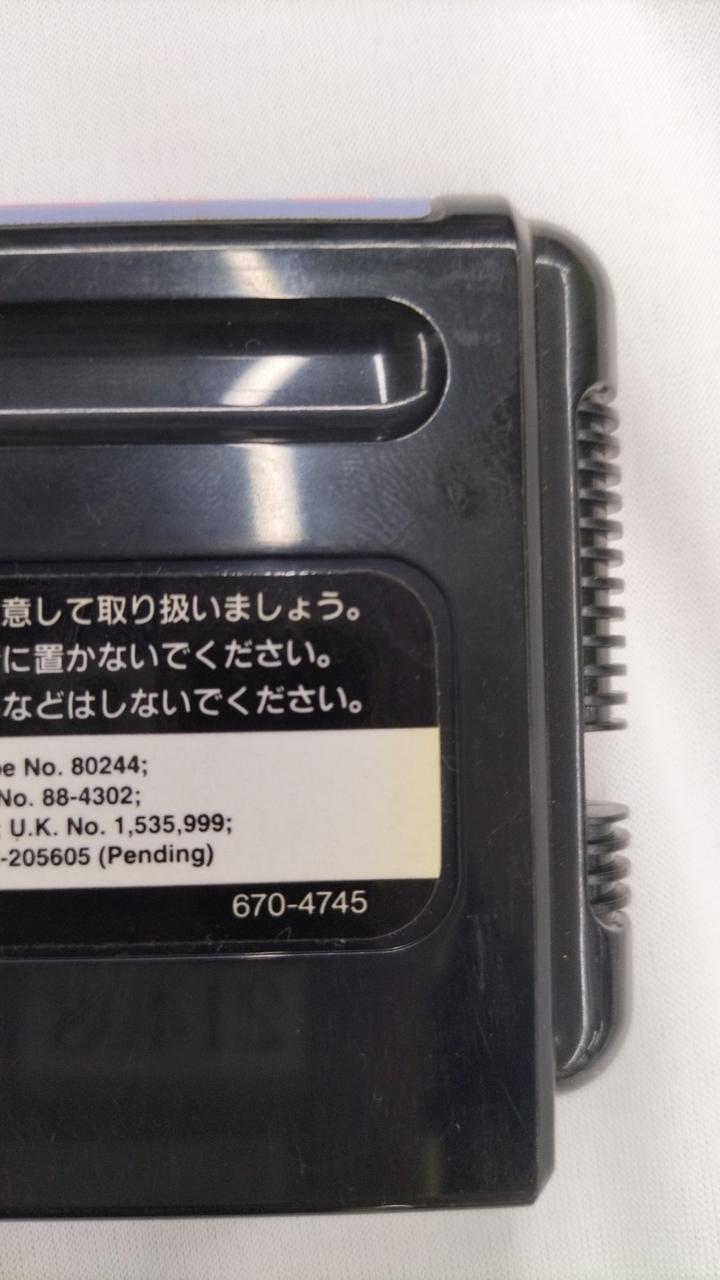 意して取り扱いましょう。
に置かないでください。
などはしないでください。
pe No. 80244;
No. 88-4302;
; U.K. No. 1,535,999;
-205605 (Pending)
670-4745